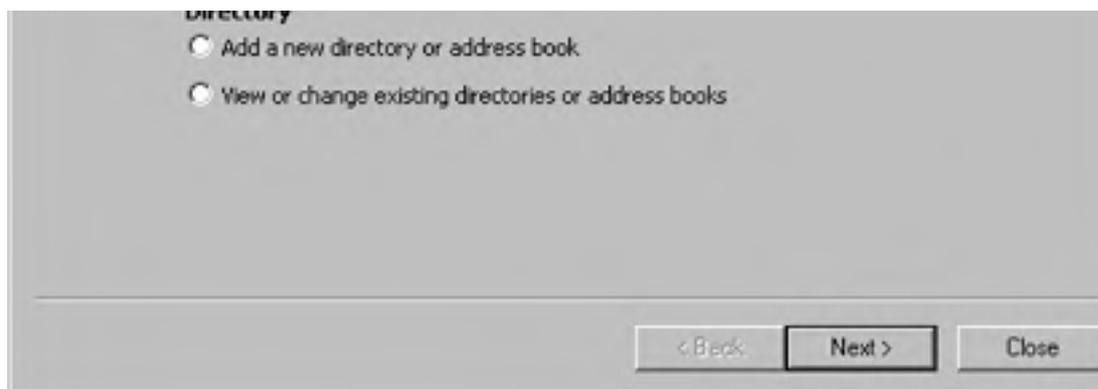 Directory
Add a new directory or address book
View or change existing directories or address books
< Back Next > Close